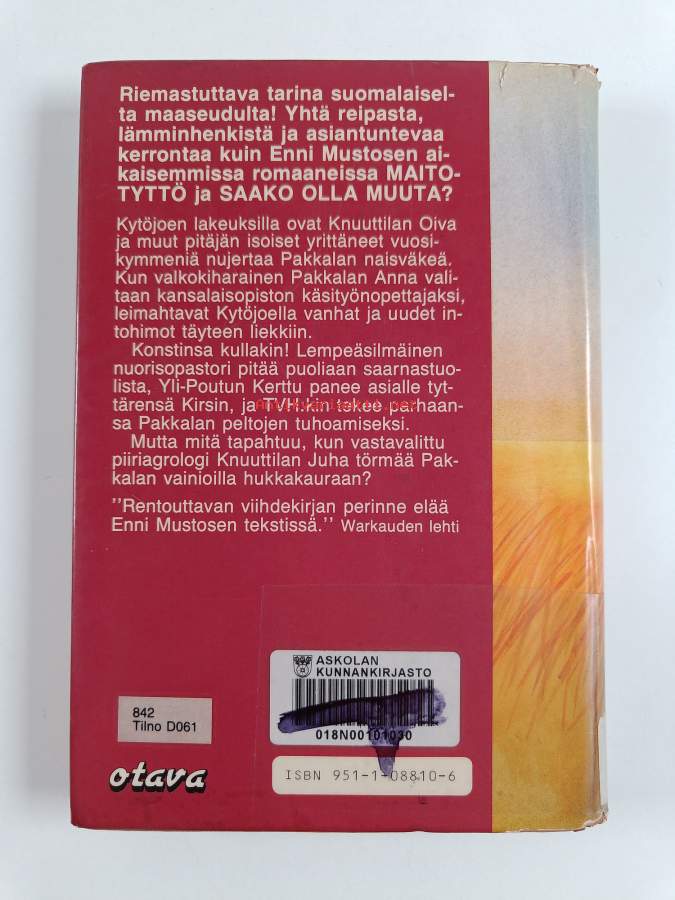 Riemastuttava tarina suomalaisel-
ta maaseudulta! Yhtä reipasta,
lämminhenkistä ja asiantuntevaa
kerrontaa kuin Enni Mustosen ai-
kaisemmissa romaaneissa MAITO-
TYTTÖ ja SAAKO OLLA MUUTA?
Kytöjoen lakeuksilla ovat Knuuttilan Oiva
ja muut pitäjän isoiset yrittäneet vuosi-
kymmeniä nujertaa Pakkalan naisväkeä.
Kun valkokiharainen Pakkalan Anna vali-
taan kansalaisopiston käsityönopettajaksi,
leimahtavat Kytöjoella vanhat ja uudet in-
tohimot täyteen liekkiin.
Konstinsa kullakin! Lempeäsilmäinen
nuorisopastori pitää puoliaan saarnastuo-
lista, Yli-Poutun Kerttu panee asialle tyt-
tärensä Kirsin, ja TVH:kin tekee parhaan-
sa Pakkalan peltojen tuhoamiseksi.
Mutta mitä tapahtuu, kun vastavalittu
piiriagrologi Knuuttilan Juha törmää Pak-
kalan vainioilla hukkakauraan?
"Rentouttavan viihdekirjan perinne elää
Enni Mustosen tekstissä." Warkauden lehti
ASKOLAN
KUNNANKIRJASTO
018N00101030
842
Tilno D061
otava
ISBN 951-1-08810-6